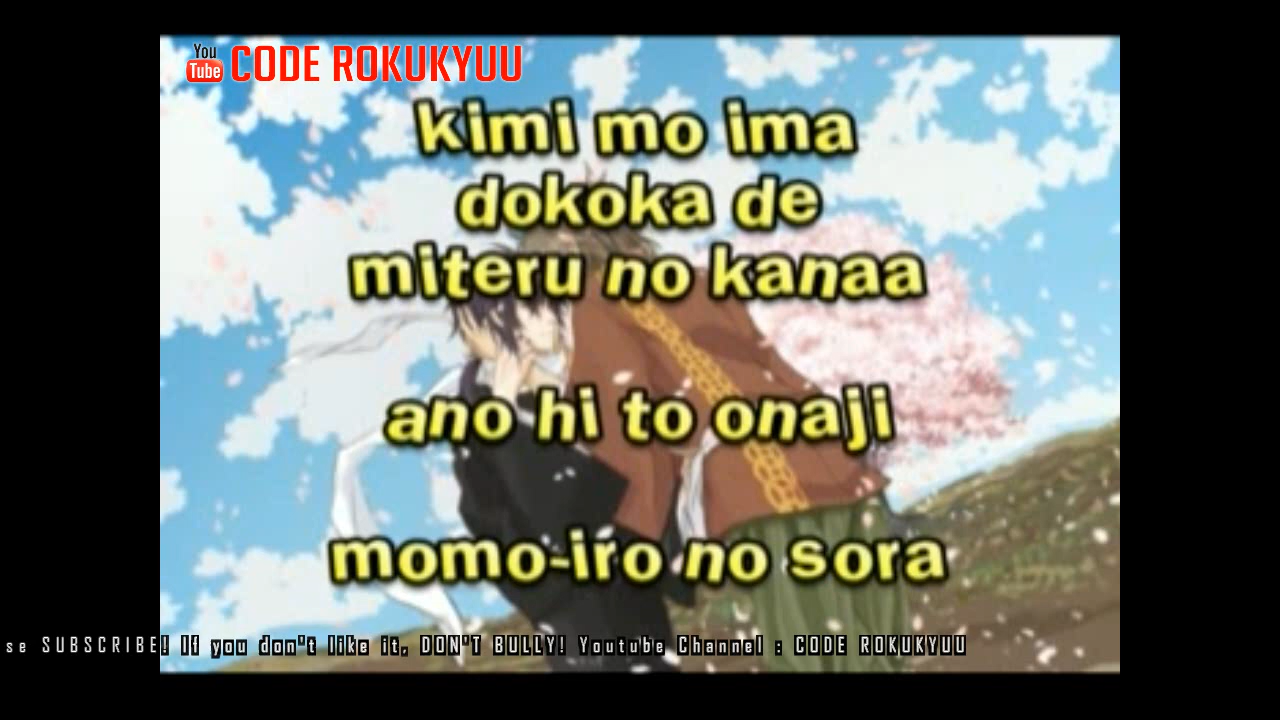 You
Tube CODE ROKUKYUU
kimi mo ima
dokoka de
miteru no kanaa
ano hi to onaji
momo-iro no sora
se SUBSCRIBE! If you don't like it, DON'T BULLY! Youtube Channel : CODE ROKUKYUU